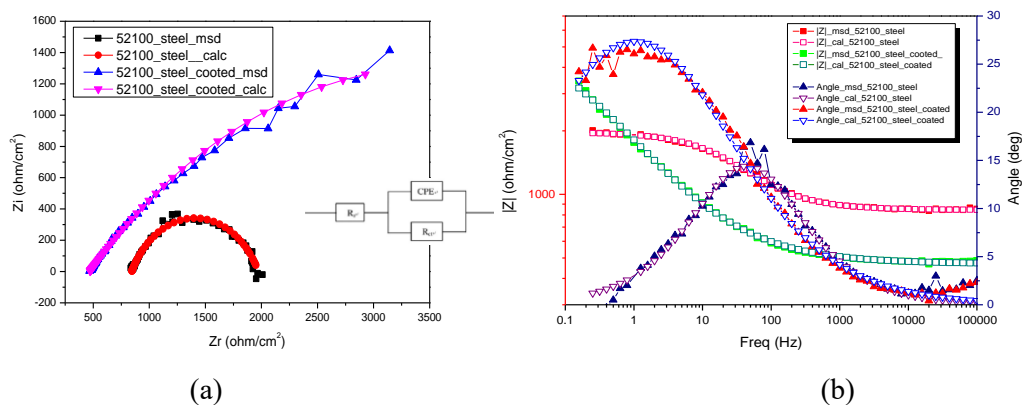 1600
1400
1200
1000
800
600
400
200
0
-200
Zi (ohm/cm²)
52100_steel_msd
52100_steel__calc
52100_steel_cooted_msd
52100_steel_cooted_calc
CPE
500 1000 1500 2000 2500 3000 3500
Zr (ohm/cm²)
(a)
1000
|Z| (ohm/cm²)
|Z|_msd_52100_steel
|Z|_cal_52100_steel
|Z|_msd_52100_steel_cooted_
|Z|_cal_52100_steel_coated
Angle_msd_52100_steel
Angle_cal_52100_steel
Angle_msd_52100_steel_coated
Angle_cal_52100_steel_coated
30
25
20
15
10
5
0
Angle (deg)
0.1 1 10 100 1000 10000 100000
Freq (Hz)
(b)